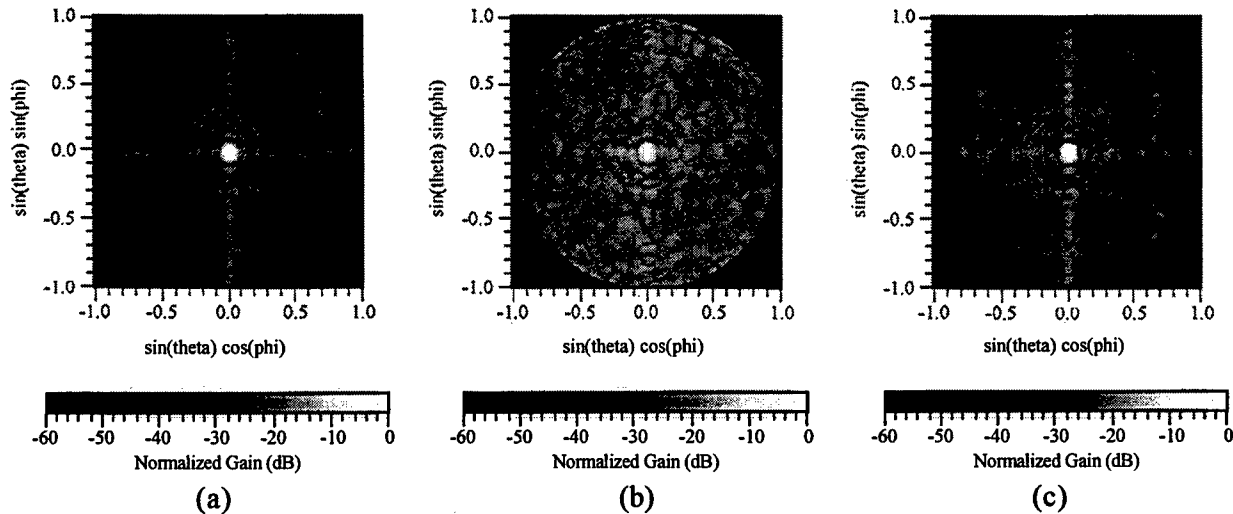 1.0
0.5
0.0
-0.5
-1.0
sin(theta) sin(phi)
-1.0 -0.5 0.0 0.5 1.0
sin(theta) cos(phi)
-60 -50 -40 -30 -20 -10 0
Normalized Gain (dB)
(a)
1.0
0.5
0.0
-0.5
-1.0
sin(theta) sin(phi)
-1.0 -0.5 0.0 0.5 1.0
sin(theta) cos(phi)
-60 -50 -40 -30 -20 -10 0
Normalized Gain (dB)
(b)
1.0
0.5
0.0
-0.5
-1.0
sin(theta) sin(phi)
-1.0 -0.5 0.0 0.5 1.0
sin(theta) cos(phi)
-60 -50 -40 -30 -20 -10 0
Normalized Gain (dB)
(c)